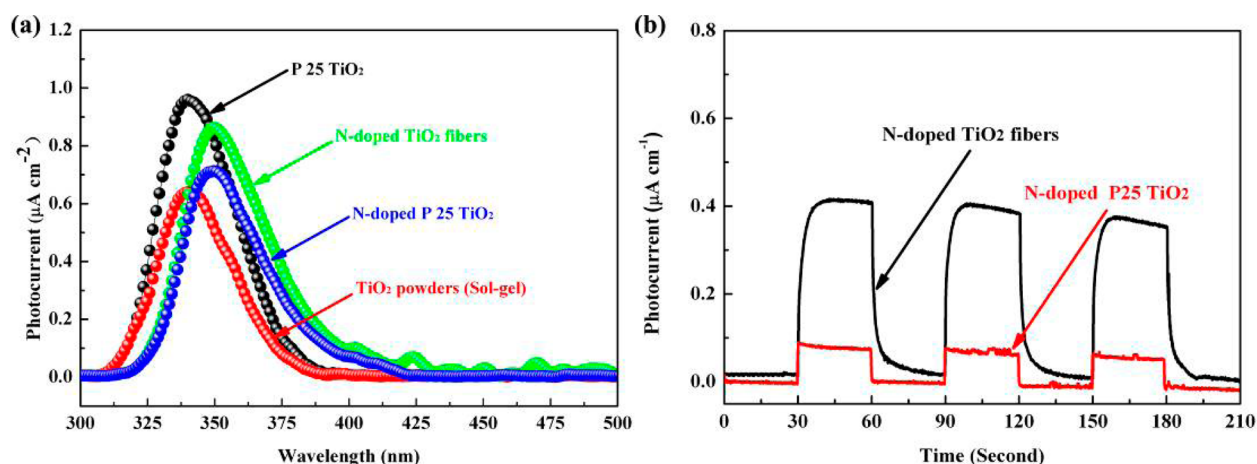 (a)
1.2
1.0
0.8
0.6
0.4
0.2
0.0
Photocurrent (μA cm⁻²)
P 25 TiO₂
N-doped TiO₂ fibers
N-doped P 25 TiO₂
TiO₂ powders (Sol-gel)
300 325 350 375 400 425 450 475 500
Wavelength (nm)
(b)
0.8
0.6
0.4
0.2
0.0
Photocurrent (μA cm⁻¹)
N-doped TiO₂ fibers
N-doped P25 TiO₂
0 30 60 90 120 150 180 210
Time (Second)